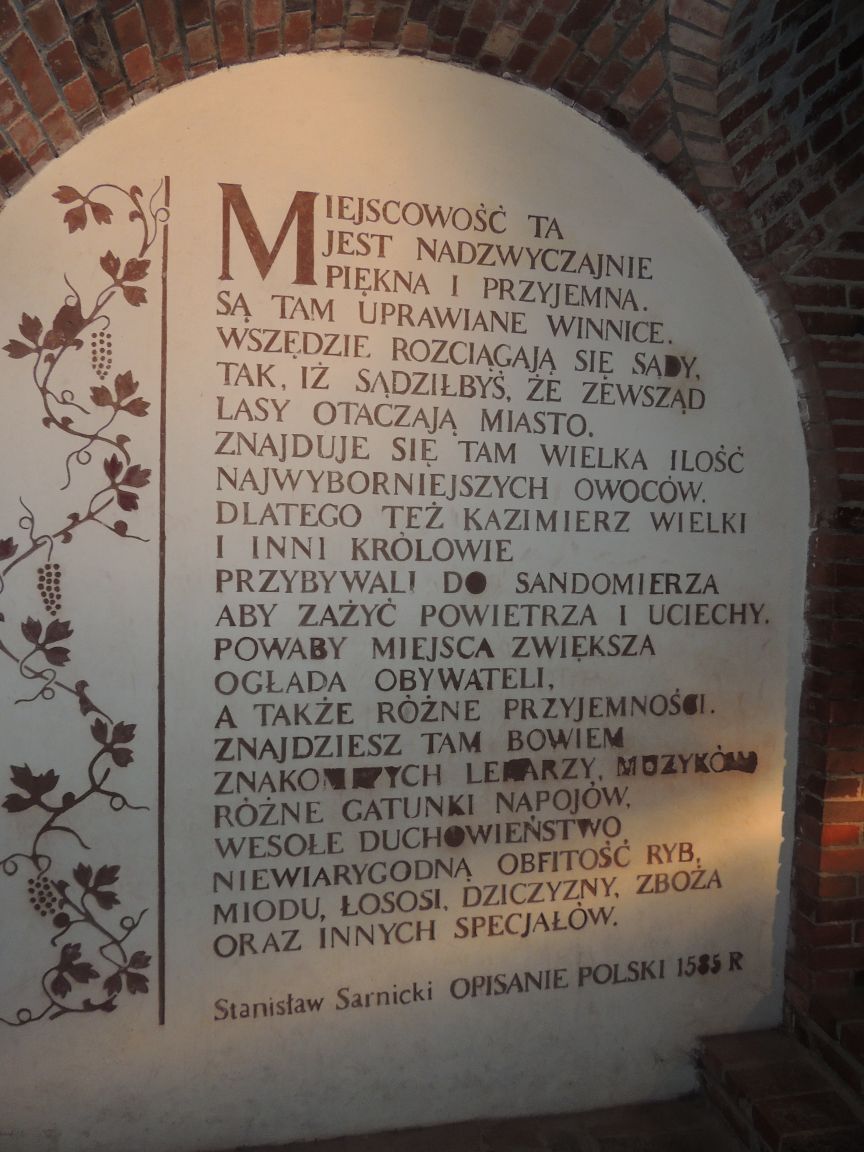 MIEJSCOWOŚĆ TA
JEST NADZWYCZAJNIE
PIĘKNA I PRZYJEMNA.
SĄ TAM UPRAWIANE WINNICE.
WSZĘDZIE ROZCIĄGAJĄ SIĘ SĄDY,
TAK, IŻ SĄDZIŁBYŚ, ŻE ZEWSZĄD
LASY OTACZAJĄ MIASTO.
ZNAJDUJE SIĘ TAM WIELKA ILOŚĆ
NAJWYBORNIEJSZYCH OWOCÓW.
DLATEGO TEŻ KAZIMIERZ WIELKI
I INNI KRÓLOWIE
PRZYBYWALI DO SANDOMIERZA
ABY ZAŻYĆ POWIETRZA I UCIECHY.
POWABY MIEJSCA ZWIĘKSZA
OGŁADA OBYWATELI,
A TAKŻE RÓŻNE PRZYJEMNOŚCI.
ZNAJDZIESZ TAM BOWIEM
ZNAKOMITYCH LEKARZY, MUZYKÓW
RÓŻNE GATUNKI NAPOJÓW,
WESOŁE DUCHOWIEŃSTWO
NIEWIARYGODNĄ OBFITOŚĆ RYB,
MIODU, ŁOSOSI, DZICZYZNY, ZBOŻA
ORAZ INNYCH SPECJAŁÓW.
Stanisław Sarnicki OPISANIE POLSKI 1585 R